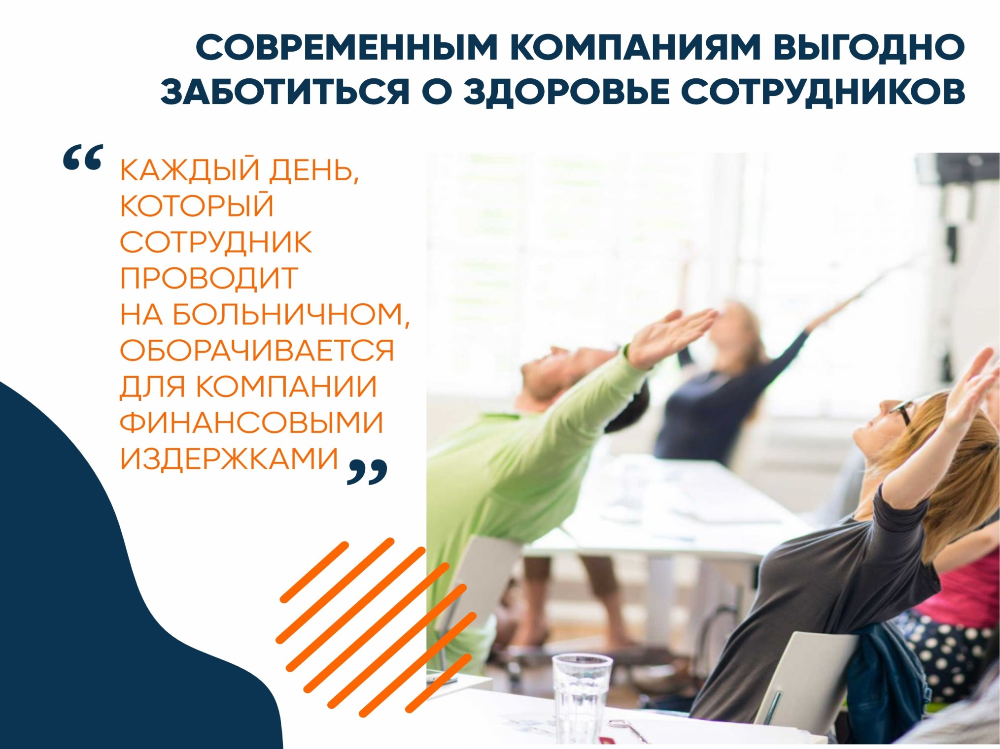 СОВРЕМЕННЫМ КОМПАНИЯМ ВЫГОДНО
ЗАБОТИТЬСЯ О ЗДОРОВЬЕ СОТРУДНИКОВ
“ КАЖДЫЙ ДЕНЬ,
КОТОРЫЙ
СОТРУДНИК
ПРОВОДИТ
НА БОЛЬНИЧНОМ,
ОБОРАЧИВАЕТСЯ
ДЛЯ КОМПАНИИ
ФИНАНСОВЫМИ
ИЗДЕРЖКАМИ ”